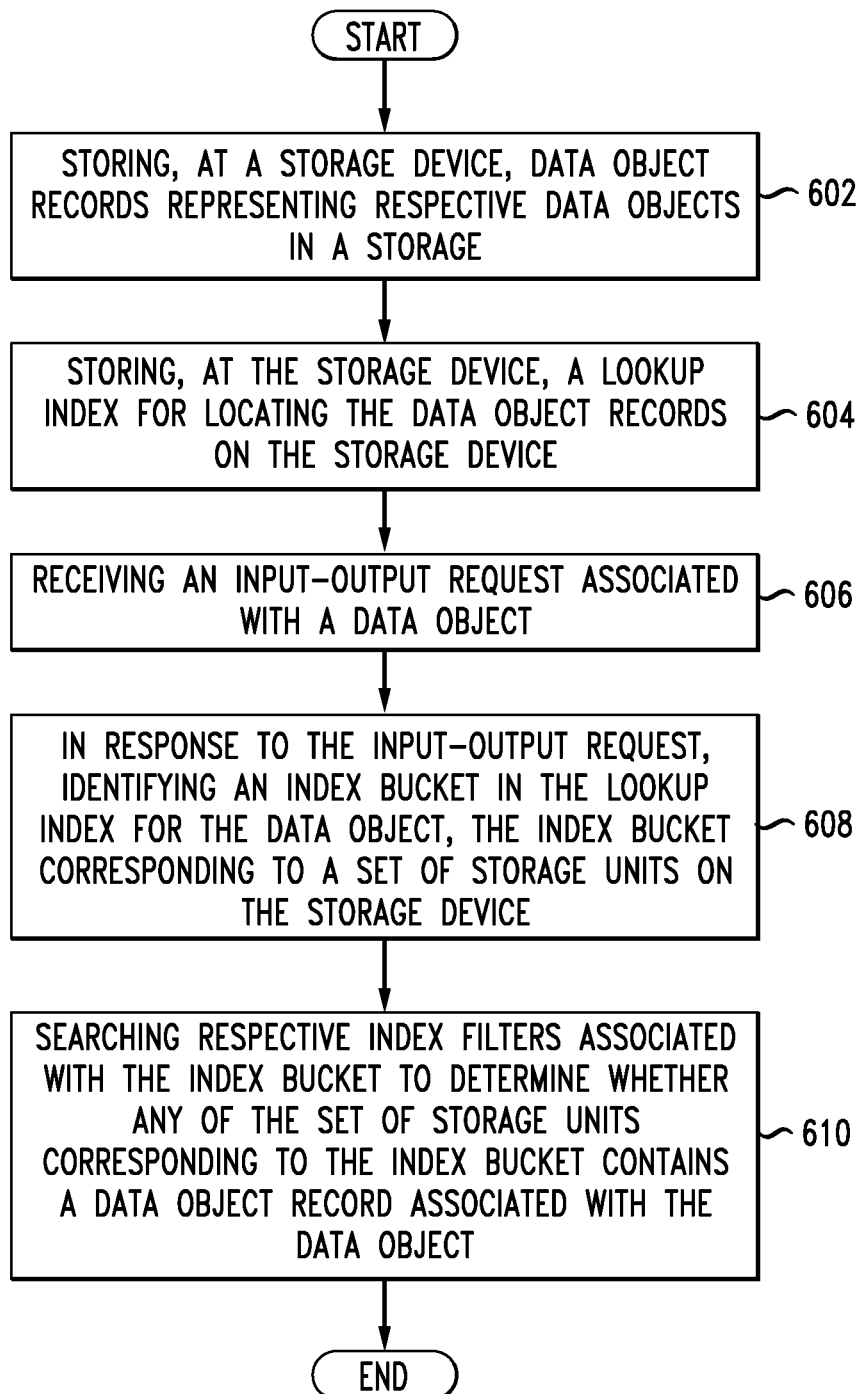 START
STORING, AT A STORAGE DEVICE, DATA OBJECT
RECORDS REPRESENTING RESPECTIVE DATA OBJECTS
IN A STORAGE
602
STORING, AT THE STORAGE DEVICE, A LOOKUP
INDEX FOR LOCATING THE DATA OBJECT RECORDS
ON THE STORAGE DEVICE
604
RECEIVING AN INPUT-OUTPUT REQUEST ASSOCIATED
WITH A DATA OBJECT
606
IN RESPONSE TO THE INPUT-OUTPUT REQUEST,
IDENTIFYING AN INDEX BUCKET IN THE LOOKUP
INDEX FOR THE DATA OBJECT, THE INDEX BUCKET
CORRESPONDING TO A SET OF STORAGE UNITS ON
THE STORAGE DEVICE
608
SEARCHING RESPECTIVE INDEX FILTERS ASSOCIATED
WITH THE INDEX BUCKET TO DETERMINE WHETHER
ANY OF THE SET OF STORAGE UNITS
CORRESPONDING TO THE INDEX BUCKET CONTAINS
A DATA OBJECT RECORD ASSOCIATED WITH THE
DATA OBJECT
610
END